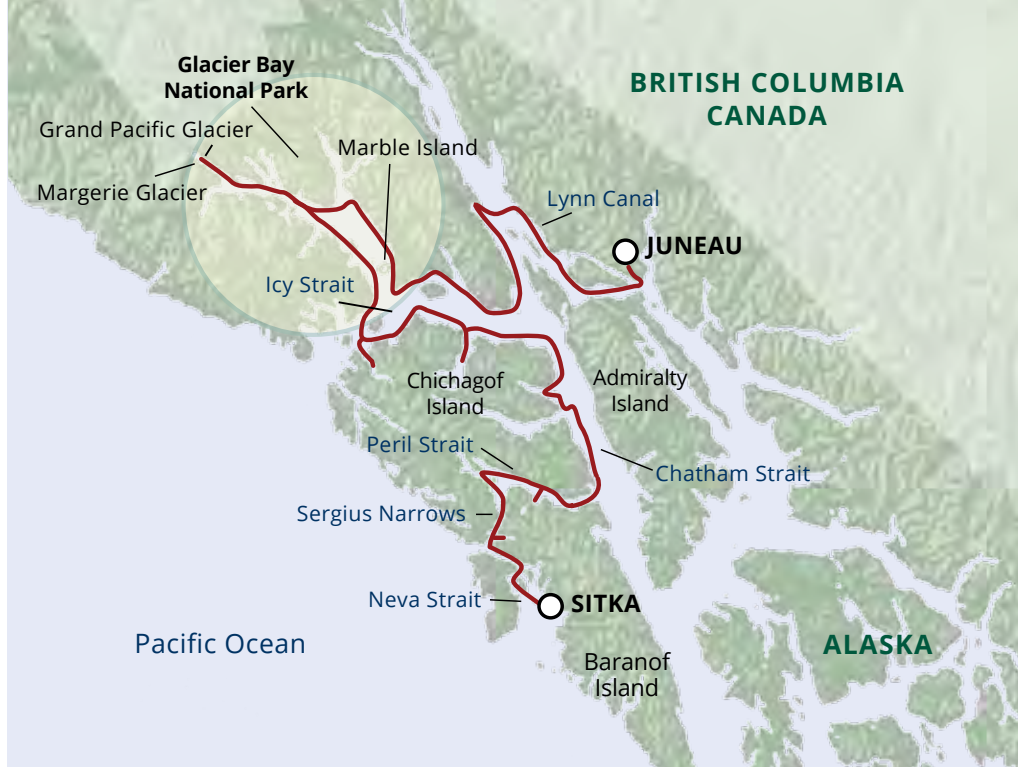 Glacier Bay
National Park
BRITISH COLUMBIA
CANADA
Grand Pacific Glacier
Marble Island
Margerie Glacier
Lynn Canal
JUNEAU
Icy Strait
Chichagof
Island
Admiralty
Island
Peril Strait
Chatham Strait
Sergius Narrows
Neva Strait
SITKA
Pacific Ocean
ALASKA
Baranof
Island